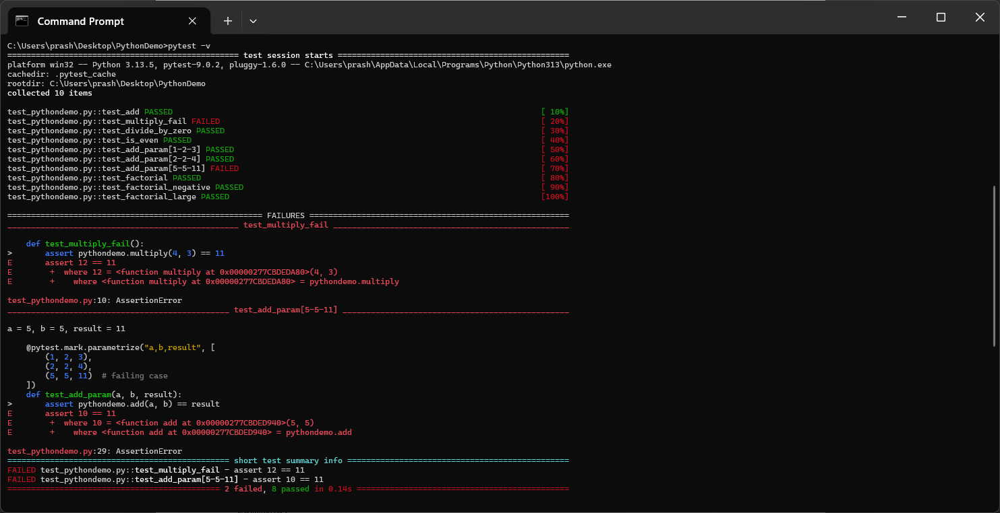 Command Prompt
C:\Users\prash\Desktop\PythonDemo>pytest -v
================================================= test session starts =================================================
platform win32 -- Python 3.13.5, pytest-9.0.2, pluggy-1.6.0 -- C:\Users\prash\AppData\Local\Programs\Python\Python313\python.exe
cachedir: .pytest_cache
rootdir: C:\Users\prash\Desktop\PythonDemo
collected 10 items

test_pythondemo.py::test_add PASSED                                                                              [ 10%]
test_pythondemo.py::test_multiply_fail FAILED                                                                    [ 20%]
test_pythondemo.py::test_divide_by_zero PASSED                                                                   [ 30%]
test_pythondemo.py::test_is_even PASSED                                                                          [ 40%]
test_pythondemo.py::test_add_param[1-2-3] PASSED                                                                 [ 50%]
test_pythondemo.py::test_add_param[2-2-4] PASSED                                                                 [ 60%]
test_pythondemo.py::test_add_param[5-5-11] FAILED                                                                [ 70%]
test_pythondemo.py::test_factorial PASSED                                                                        [ 80%]
test_pythondemo.py::test_factorial_negative PASSED                                                               [ 90%]
test_pythondemo.py::test_factorial_large PASSED                                                                  [100%]

====================================================== FAILURES =======================================================
_________________________________________________ test_multiply_fail __________________________________________________

    def test_multiply_fail():
>       assert pythondemo.multiply(4, 3) == 11
E       assert 12 == 11
E        +  where 12 = <function multiply at 0x00000277CBDEDA80>(4, 3)
E        +    where <function multiply at 0x00000277CBDEDA80> = pythondemo.multiply

test_pythondemo.py:10: AssertionError
_______________________________________________ test_add_param[5-5-11] ________________________________________________

a = 5, b = 5, result = 11

    @pytest.mark.parametrize("a,b,result", [
        (1, 2, 3),
        (2, 2, 4),
        (5, 5, 11)  # failing case
    ])
    def test_add_param(a, b, result):
>       assert pythondemo.add(a, b) == result
E       assert 10 == 11
E        +  where 10 = <function add at 0x00000277CBDED940>(5, 5)
E        +    where <function add at 0x00000277CBDED940> = pythondemo.add

test_pythondemo.py:29: AssertionError
=============================================== short test summary info ===============================================
FAILED test_pythondemo.py::test_multiply_fail - assert 12 == 11
FAILED test_pythondemo.py::test_add_param[5-5-11] - assert 10 == 11
============================================= 2 failed, 8 passed in 0.14s =============================================